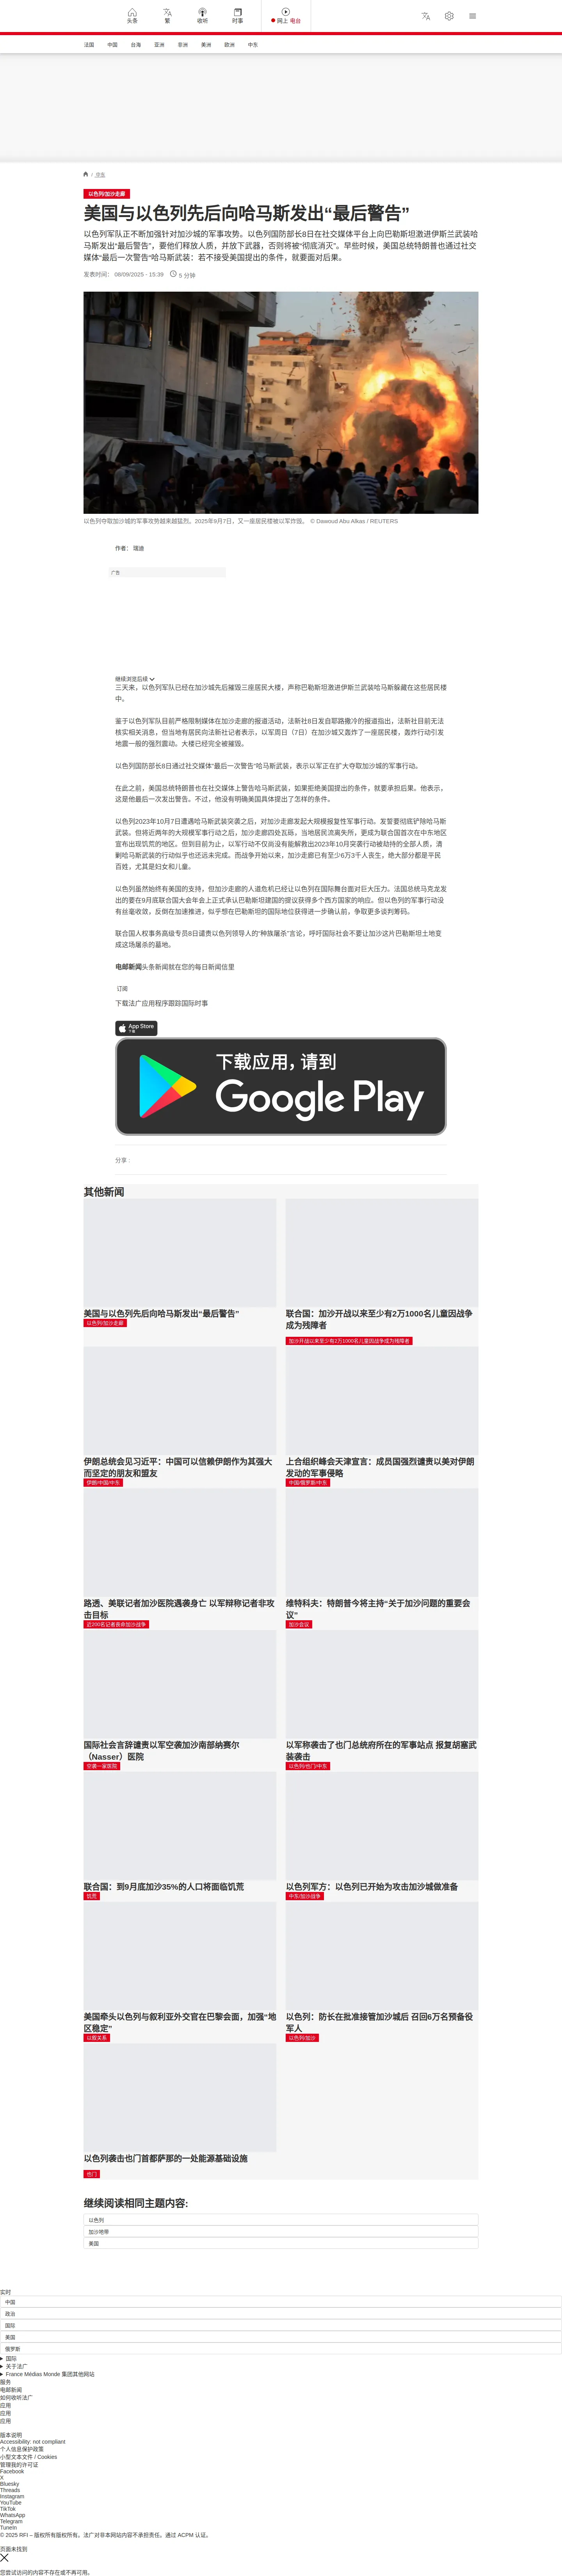 头条
繁
收听
时事
网上 电台
法国 中国 台海 亚洲 非洲 美洲 欧洲 中东
/ 中东
以色列/加沙走廊
美国与以色列先后向哈马斯发出“最后警告”
以色列军队正不断加强针对加沙城的军事攻势。以色列国防部长8日在社交媒体平台上向巴勒斯坦激进伊斯兰武装哈
马斯发出“最后警告”，要他们释放人质，并放下武器，否则将被“彻底消灭”。早些时候，美国总统特朗普也通过社交
媒体“最后一次警告”哈马斯武装：若不接受美国提出的条件，就要面对后果。
发表时间： 08/09/2025 - 15:39 5 分钟
以色列夺取加沙城的军事攻势越来越猛烈。2025年9月7日，又一座居民楼被以军炸毁。 © Dawoud Abu Alkas / REUTERS
作者： 瑞迪
广告
继续浏览后续
三天来，以色列军队已经在加沙城先后摧毁三座居民大楼，声称巴勒斯坦激进伊斯兰武装哈马斯躲藏在这些居民楼
中。
鉴于以色列军队目前严格限制媒体在加沙走廊的报道活动，法新社8日发自耶路撒冷的报道指出，法新社目前无法
核实相关消息，但当地有居民向法新社记者表示，以军周日（7日）在加沙城又轰炸了一座居民楼，轰炸行动引发
地震一般的强烈震动。大楼已经完全被摧毁。
以色列国防部长8日通过社交媒体“最后一次警告”哈马斯武装，表示以军正在扩大夺取加沙城的军事行动。
在此之前，美国总统特朗普也在社交媒体上警告哈马斯武装，如果拒绝美国提出的条件，就要承担后果。他表示，
这是他最后一次发出警告。不过，他没有明确美国具体提出了怎样的条件。
以色列2023年10月7日遭遇哈马斯武装突袭之后，对加沙走廊发起大规模报复性军事行动。发誓要彻底铲除哈马斯
武装。但将近两年的大规模军事行动之后，加沙走廊四处瓦砾，当地居民流离失所，更成为联合国首次在中东地区
宣布出现饥荒的地区。但到目前为止，以军行动不仅尚没有能解救出2023年10月突袭行动被劫持的全部人质，清
剿哈马斯武装的行动似乎也还远未完成。而战争开始以来，加沙走廊已有至少6万3千人丧生，绝大部分都是平民
百姓，尤其是妇女和儿童。
以色列虽然始终有美国的支持，但加沙走廊的人道危机已经让以色列在国际舞台面对巨大压力。法国总统马克龙发
出的要在9月底联合国大会年会上正式承认巴勒斯坦建国的提议获得多个西方国家的响应。但以色列的军事行动没
有丝毫收敛，反倒在加速推进，似乎想在巴勒斯坦的国际地位获得进一步确认前，争取更多谈判筹码。
联合国人权事务高级专员8日谴责以色列领导人的“种族屠杀”言论，呼吁国际社会不要让加沙这片巴勒斯坦土地变
成这场屠杀的墓地。
电邮新闻头条新闻就在您的每日新闻信里
订阅
下载法广应用程序跟踪国际时事
App Store
下载
下载应用，请到
Google Play
分享 :
其他新闻
美国与以色列先后向哈马斯发出“最后警告”
以色列/加沙走廊
联合国：加沙开战以来至少有2万1000名儿童因战争
成为残障者
加沙开战以来至少有2万1000名儿童因战争成为残障者
伊朗总统会见习近平：中国可以信赖伊朗作为其强大
而坚定的朋友和盟友
伊朗/中国/中东
上合组织峰会天津宣言：成员国强烈谴责以美对伊朗
发动的军事侵略
中国/俄罗斯/中东
路透、美联记者加沙医院遇袭身亡 以军辩称记者非攻
击目标
近200名记者丧命加沙战争
维特科夫：特朗普今将主持“关于加沙问题的重要会
议”
加沙会议
国际社会言辞谴责以军空袭加沙南部纳赛尔
（Nasser）医院
空袭一家医院
以军称袭击了也门总统府所在的军事站点 报复胡塞武
装袭击
以色列/也门/中东
联合国：到9月底加沙35%的人口将面临饥荒
饥荒
以色列军方：以色列已开始为攻击加沙城做准备
中东/加沙战争
美国牵头以色列与叙利亚外交官在巴黎会面，加强“地
区稳定”
以叙关系
以色列：防长在批准接管加沙城后 召回6万名预备役
军人
以色列/加沙
以色列袭击也门首都萨那的一处能源基础设施
也门
继续阅读相同主题内容:
以色列
加沙地带
美国
实时
中国
政治
国际
美国
俄罗斯
国际
关于法广
France Médias Monde 集团其他网站
服务
电邮新闻
如何收听法广
应用
应用
应用
版本说明
Accessibility: not compliant
个人信息保护政策
小型文本文件 / Cookies
管理我的许可证
Facebook
X
Bluesky
Threads
Instagram
YouTube
TikTok
WhatsApp
Telegram
TuneIn
© 2025 RFI – 版权所有版权所有。法广对非本网站内容不承担责任。通过 ACPM 认证。
页面未找到
您尝试访问的内容不存在或不再可用。